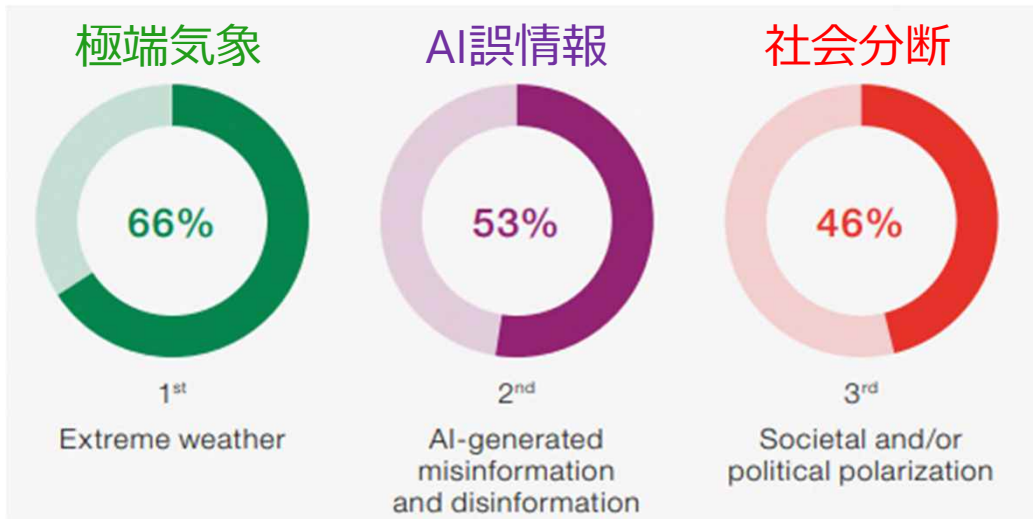 極端気象
AI誤情報
社会分断
66%
53%
46%
1st
2nd
3rd
Extreme weather
AI-generated
misinformation
and disinformation
Societal and/or
political polarization